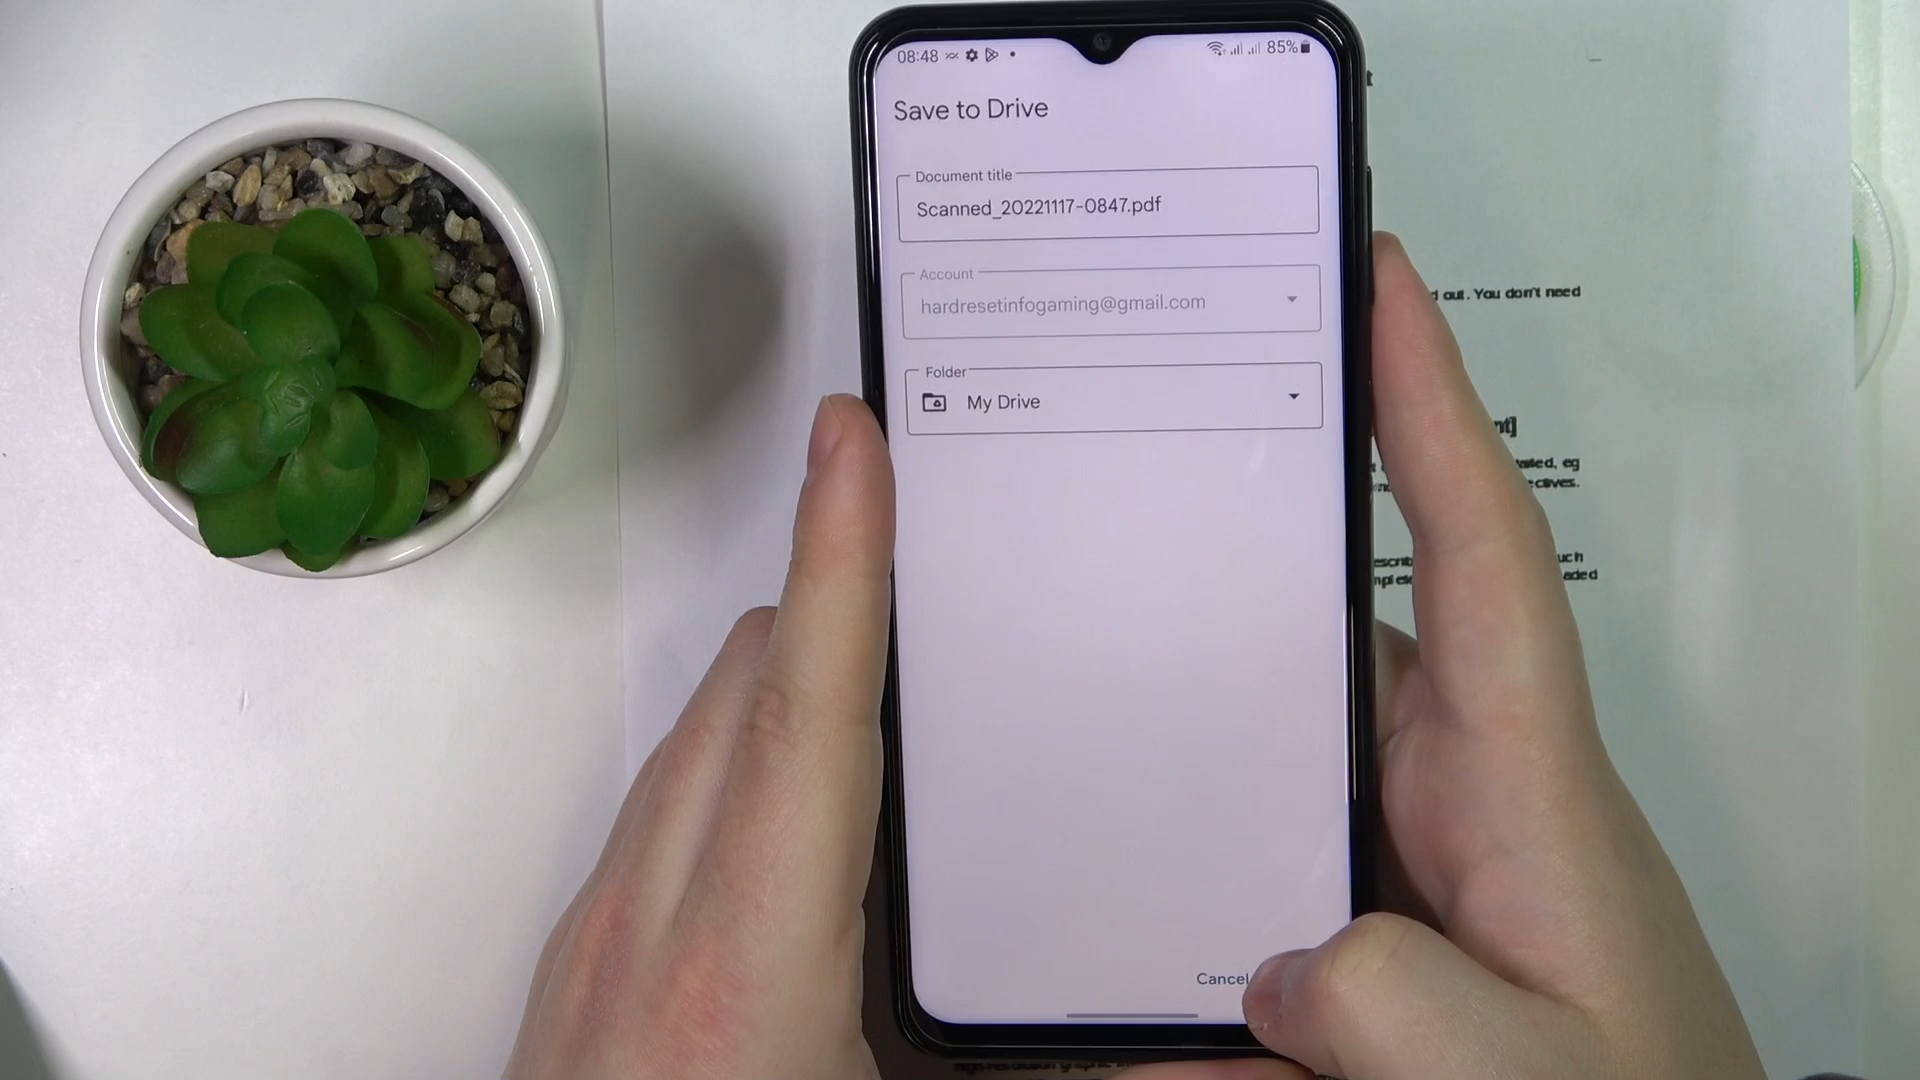 08:48
85%
Save to Drive
Document title
Scanned_20221117-0847.pdf
Account
hardresetinfogaming@gmail.com
Folder
My Drive
Cancel
out. You don't need
eg